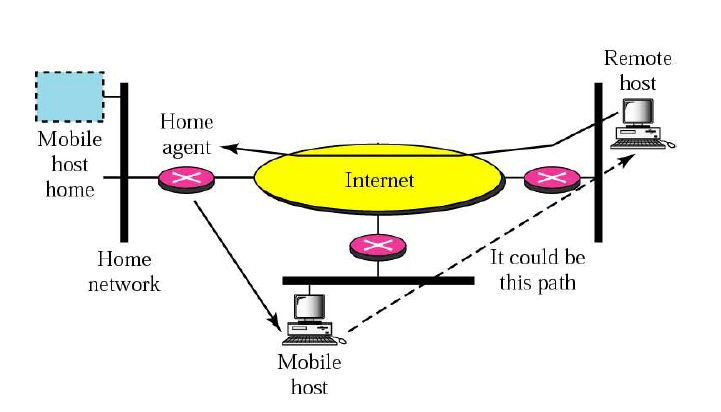 Remote
host
Home
agent
Mobile
host
home
Internet
Home
network
It could be
this path
Mobile
host